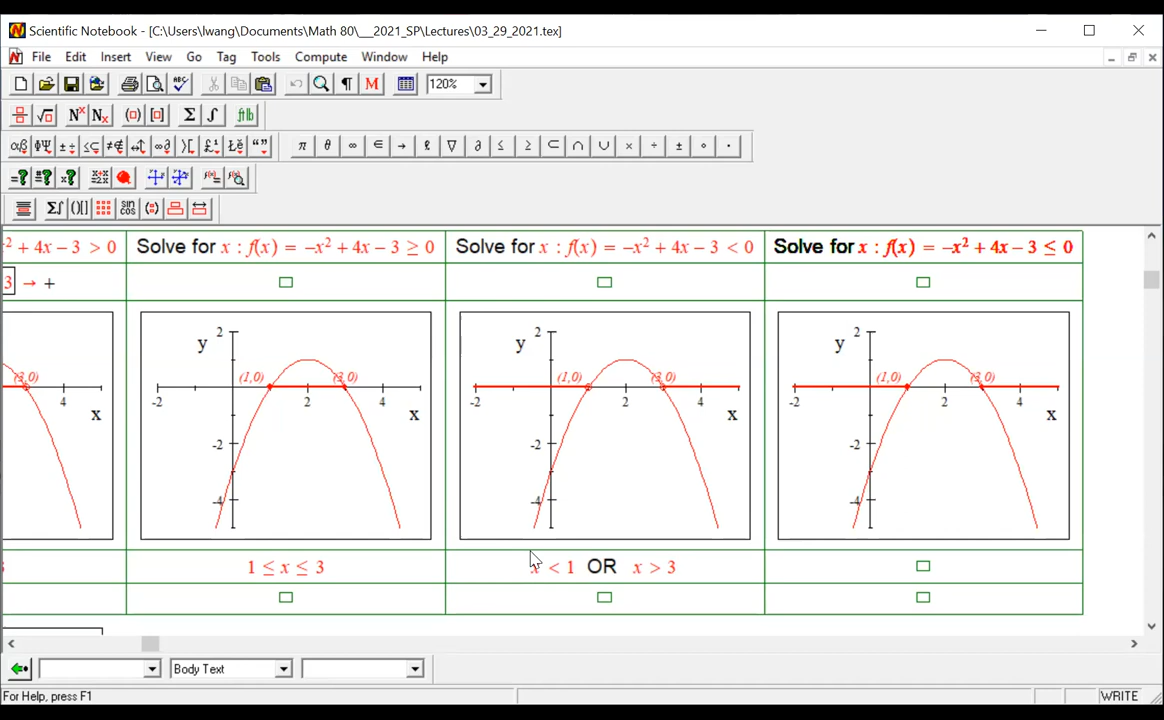 Scientific Notebook - [C:\Users\lwang\Documents\Math 80\__2021_SP\Lectures\03_29_2021.tex]
File Edit Insert View Go Tag Tools Compute Window Help
120%
π θ ∞ ∈ → ℓ ∇ ∂ ≤ ≥ ⊂ ∩ ∪ × ÷ ± ∘ ·
² + 4x − 3 > 0 Solve for x : f(x) = −x² + 4x − 3 ≥ 0 Solve for x : f(x) = −x² + 4x − 3 < 0 Solve for x : f(x) = −x² + 4x − 3 ≤ 0
3 → +
y 2 y 2 y 2
(3,0) (1,0) (3,0) (1,0) (3,0) (1,0) (3,0)
4 -2 2 4 -2 2 4 -2 2 4
x x x x
-2 -2 -2
-4 -4 -4
1 ≤ x ≤ 3 x < 1 OR x > 3
Body Text
For Help, press F1 WRITE